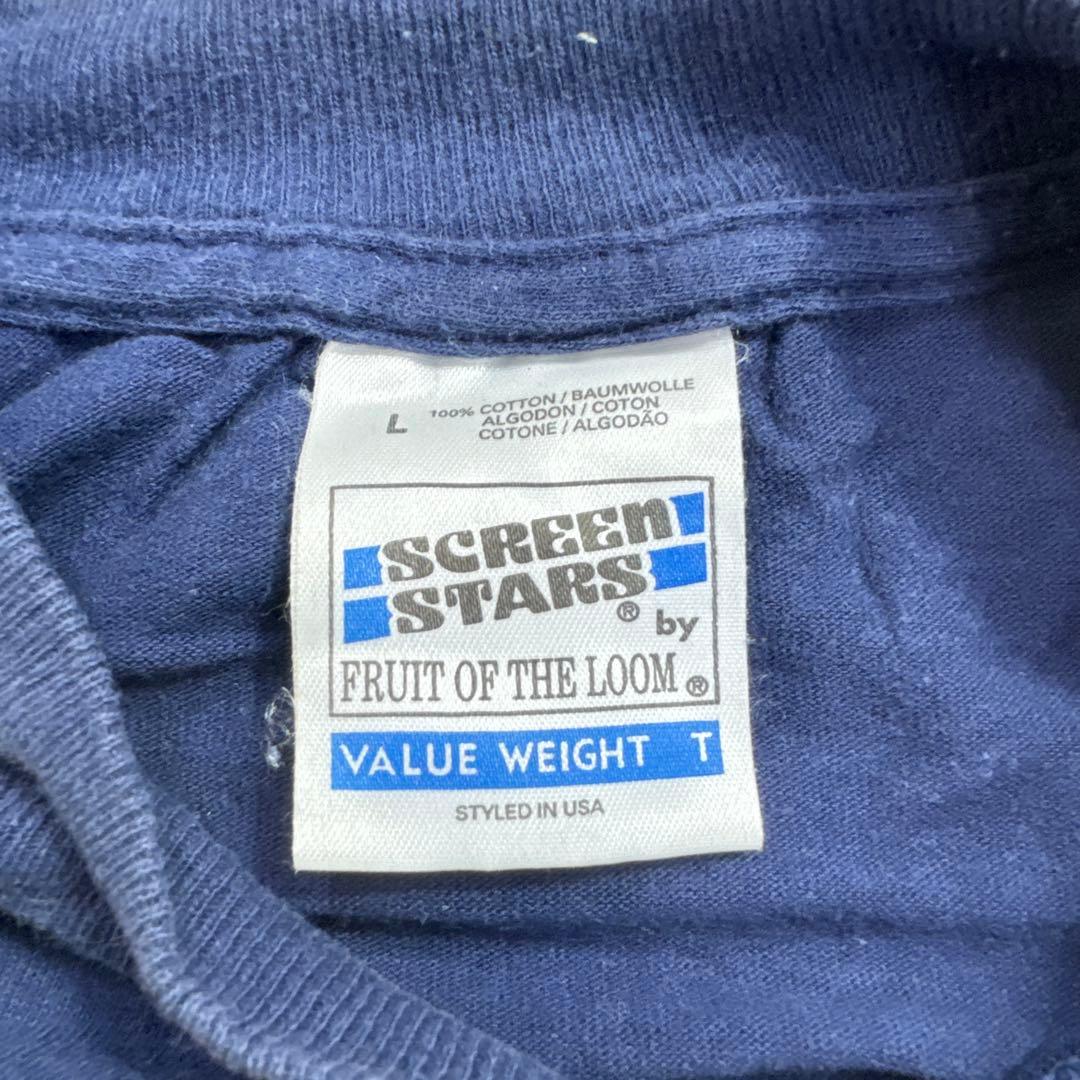 L
100% COTTON / BAUMWOLLE
ALGODON / COTON
COTONE / ALGODÃO
SCREEN
STARS® by
FRUIT OF THE LOOM®
VALUE WEIGHT T
STYLED IN USA